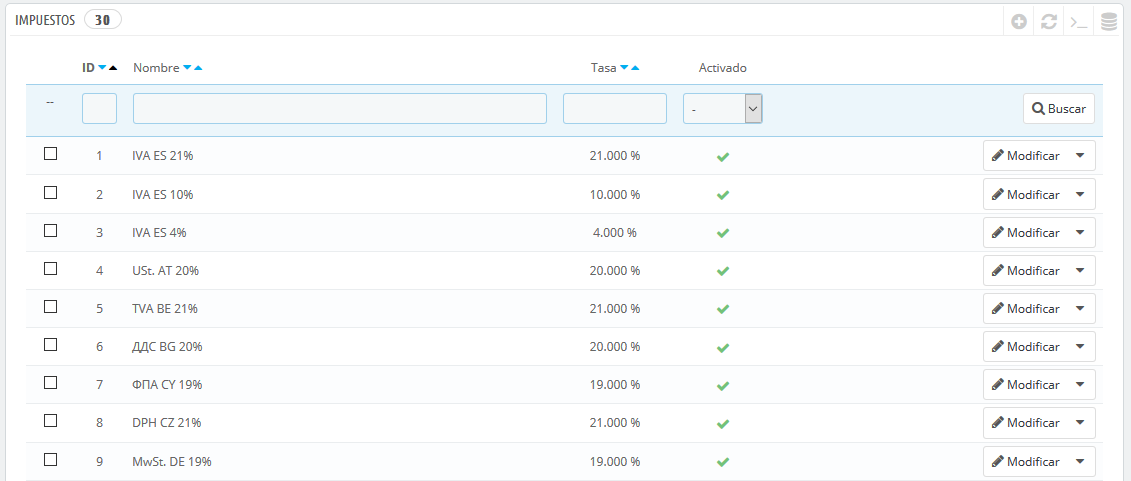 IMPUESTOS 30
ID Nombre Tasa Activado
-- - Buscar
1 IVA ES 21% 21.000 % Modificar
2 IVA ES 10% 10.000 % Modificar
3 IVA ES 4% 4.000 % Modificar
4 USt. AT 20% 20.000 % Modificar
5 TVA BE 21% 21.000 % Modificar
6 ДДС BG 20% 20.000 % Modificar
7 ФПА CY 19% 19.000 % Modificar
8 DPH CZ 21% 21.000 % Modificar
9 MwSt. DE 19% 19.000 % Modificar